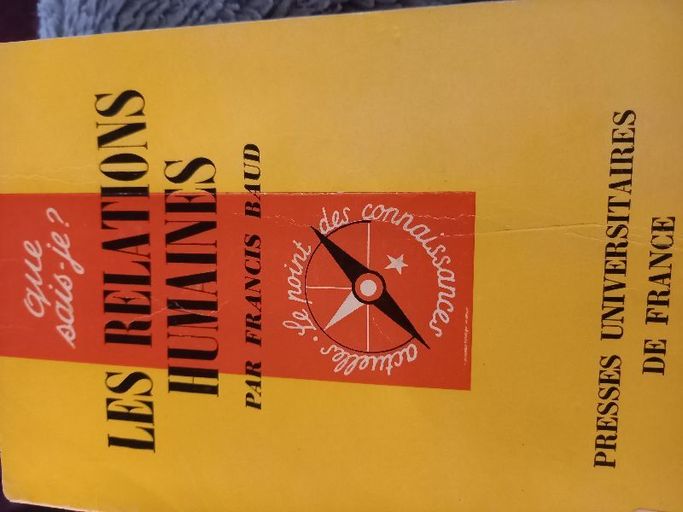 que
sais-je?
LES RELATIONS
HUMAINES
PAR FRANCIS BAUD
le point des connaissances actuelles
PRESSES UNIVERSITAIRES
DE FRANCE